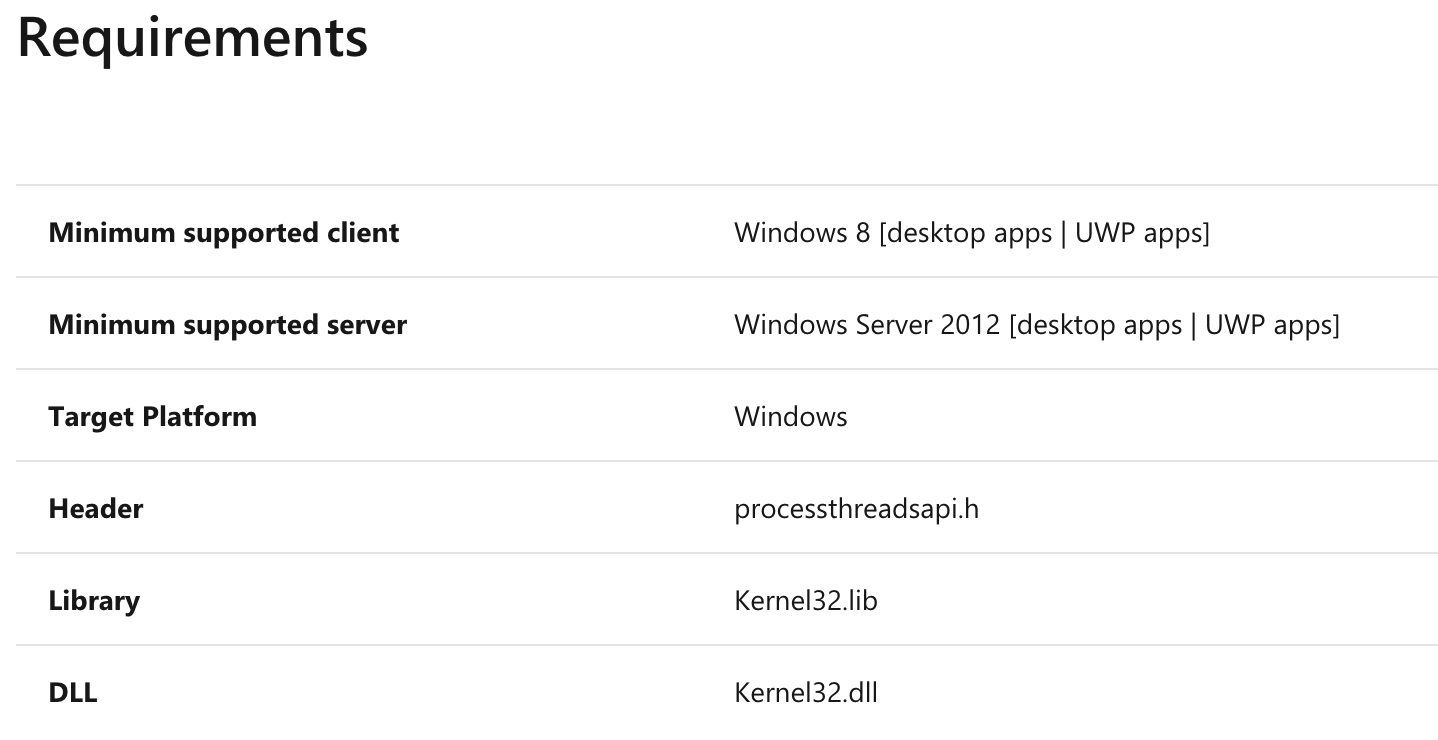 Requirements
Minimum supported client Windows 8 [desktop apps | UWP apps]
Minimum supported server Windows Server 2012 [desktop apps | UWP apps]
Target Platform Windows
Header processthreadsapi.h
Library Kernel32.lib
DLL Kernel32.dll